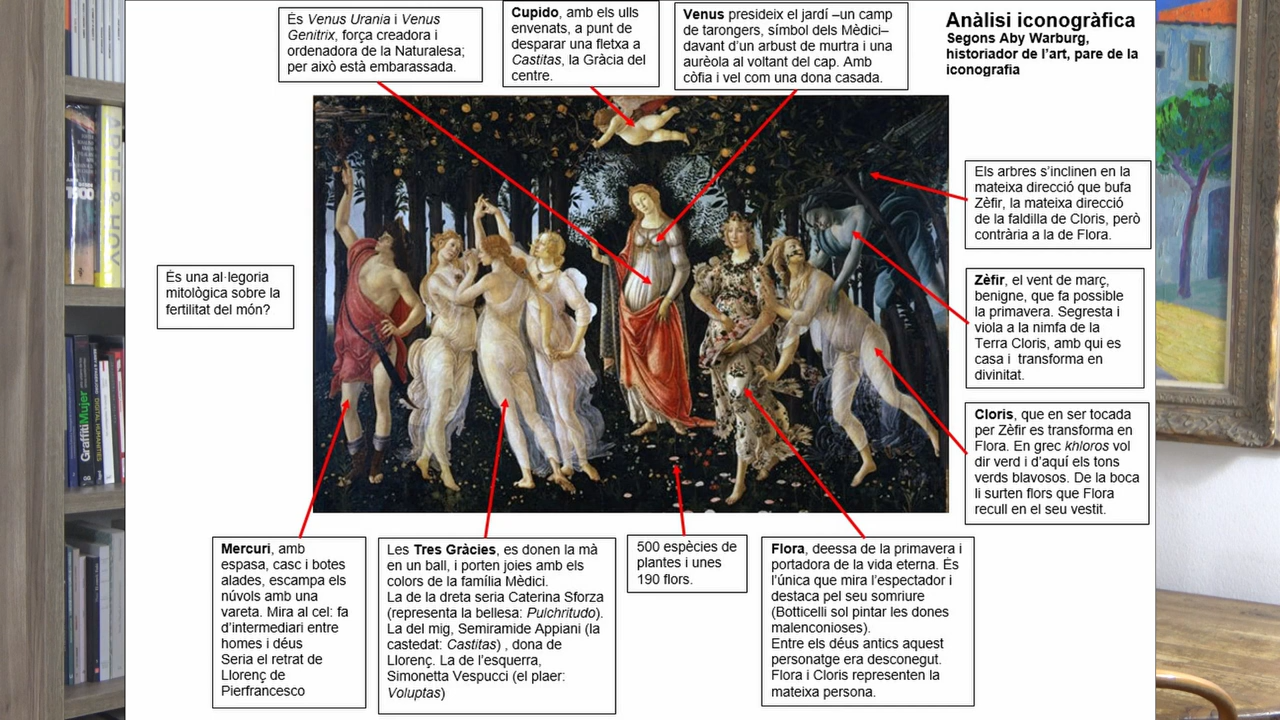 És Venus Urania i Venus
Genitrix, força creadora i
ordenadora de la Naturalesa;
per això està embarassada.
Cupido, amb els ulls
envenats, a punt de
desparar una fletxa a
Castitas, la Gràcia del
centre.
Venus presideix el jardí –un camp
de tarongers, símbol dels Mèdici–
davant d’un arbust de murtra i una
aurèola al voltant del cap. Amb
còfia i vel com una dona casada.
Anàlisi iconogràfica
Segons Aby Warburg,
historiador de l’art, pare de la
iconografia
Els arbres s’inclinen en la
mateixa direcció que bufa
Zèfir, la mateixa direcció
de la faldilla de Cloris, però
contrària a la de Flora.
És una al·legoria
mitològica sobre la
fertilitat del món?
Zèfir, el vent de març,
benigne, que fa possible
la primavera. Segresta i
viola a la nimfa de la
Terra Cloris, amb qui es
casa i transforma en
divinitat.
Cloris, que en ser tocada
per Zèfir es transforma en
Flora. En grec khloros vol
dir verd i d’aquí els tons
verds blavosos. De la boca
li surten flors que Flora
recull en el seu vestit.
Mercuri, amb
espasa, casc i botes
alades, escampa els
núvols amb una
vareta. Mira al cel: fa
d’intermediari entre
homes i déus
Seria el retrat de
Llorenç de
Pierfrancesco
Les Tres Gràcies, es donen la mà
en un ball, i porten joies amb els
colors de la família Mèdici.
La de la dreta seria Caterina Sforza
(representa la bellesa: Pulchritudo).
La del mig, Semiramide Appiani (la
castedat: Castitas) , dona de
Llorenç. La de l’esquerra,
Simonetta Vespucci (el plaer:
Voluptas)
500 espècies de
plantes i unes
190 flors.
Flora, deessa de la primavera i
portadora de la vida eterna. És
l’única que mira l’espectador i
destaca pel seu somriure
(Botticelli sol pintar les dones
malenconioses).
Entre els déus antics aquest
personatge era desconegut.
Flora i Cloris representen la
mateixa persona.
1500
GraffitiMujer
DIGITAL HUMANITIES